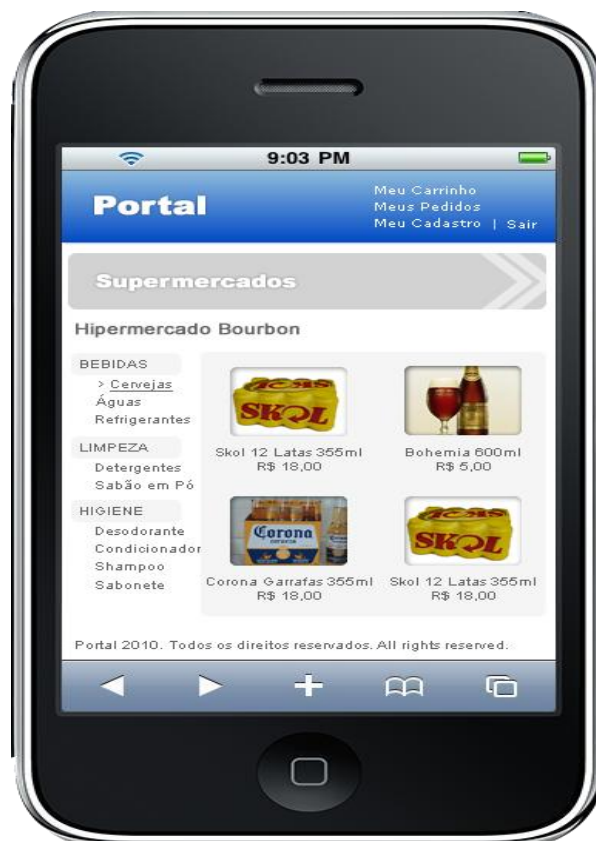 9:03 PM
Portal
Meu Carrinho
Meus Pedidos
Meu Cadastro | Sair
Supermercados
Hipermercado Bourbon
BEBIDAS
> Cervejas
Águas
Refrigerantes
LIMPEZA
Detergentes
Sabão em Pó
HIGIENE
Desodorante
Condicionador
Shampoo
Sabonete
SKOL
Skol 12 Latas 355ml
R$ 18,00
Bohemia 600ml
R$ 5,00
Corona
Corona Garrafas 355ml
R$ 18,00
SKOL
Skol 12 Latas 355ml
R$ 18,00
Portal 2010. Todos os direitos reservados. All rights reserved.